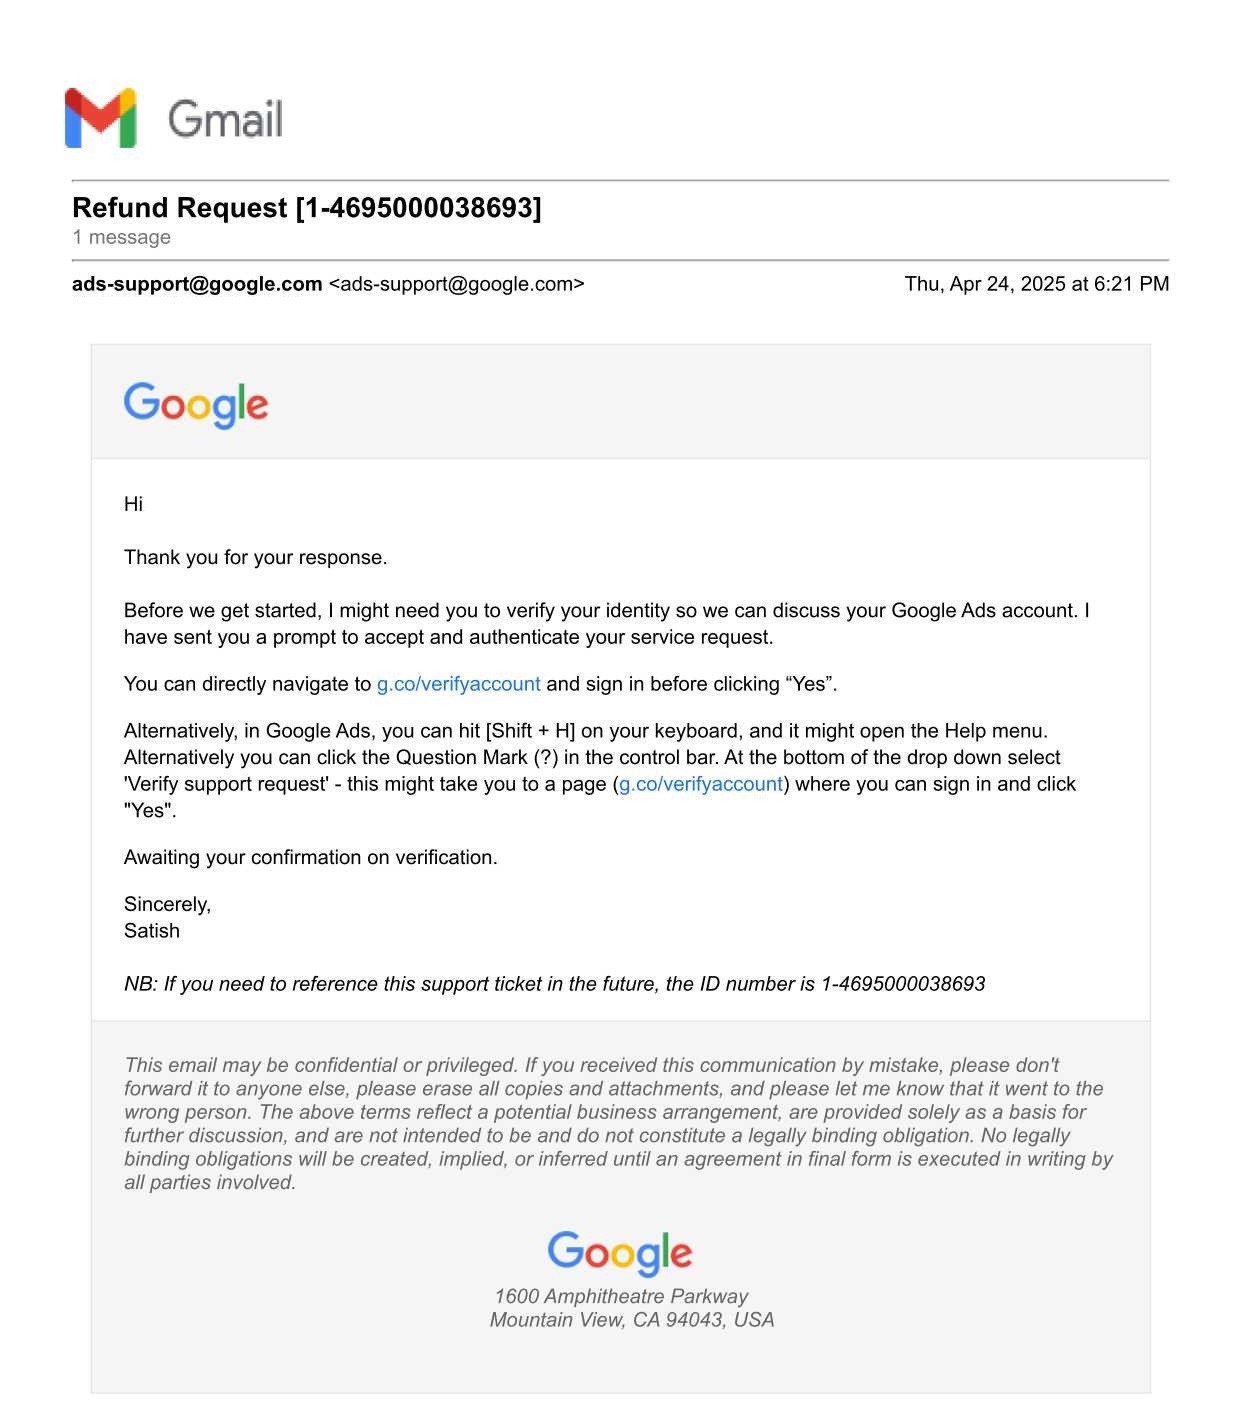 Gmail
Refund Request [1-4695000038693]
1 message
ads-support@google.com <ads-support@google.com> Thu, Apr 24, 2025 at 6:21 PM
Google
Hi
Thank you for your response.
Before we get started, I might need you to verify your identity so we can discuss your Google Ads account. I
have sent you a prompt to accept and authenticate your service request.
You can directly navigate to g.co/verifyaccount and sign in before clicking “Yes”.
Alternatively, in Google Ads, you can hit [Shift + H] on your keyboard, and it might open the Help menu.
Alternatively you can click the Question Mark (?) in the control bar. At the bottom of the drop down select
'Verify support request' - this might take you to a page (g.co/verifyaccount) where you can sign in and click
"Yes".
Awaiting your confirmation on verification.
Sincerely,
Satish
NB: If you need to reference this support ticket in the future, the ID number is 1-4695000038693
This email may be confidential or privileged. If you received this communication by mistake, please don't
forward it to anyone else, please erase all copies and attachments, and please let me know that it went to the
wrong person. The above terms reflect a potential business arrangement, are provided solely as a basis for
further discussion, and are not intended to be and do not constitute a legally binding obligation. No legally
binding obligations will be created, implied, or inferred until an agreement in final form is executed in writing by
all parties involved.
Google
1600 Amphitheatre Parkway
Mountain View, CA 94043, USA